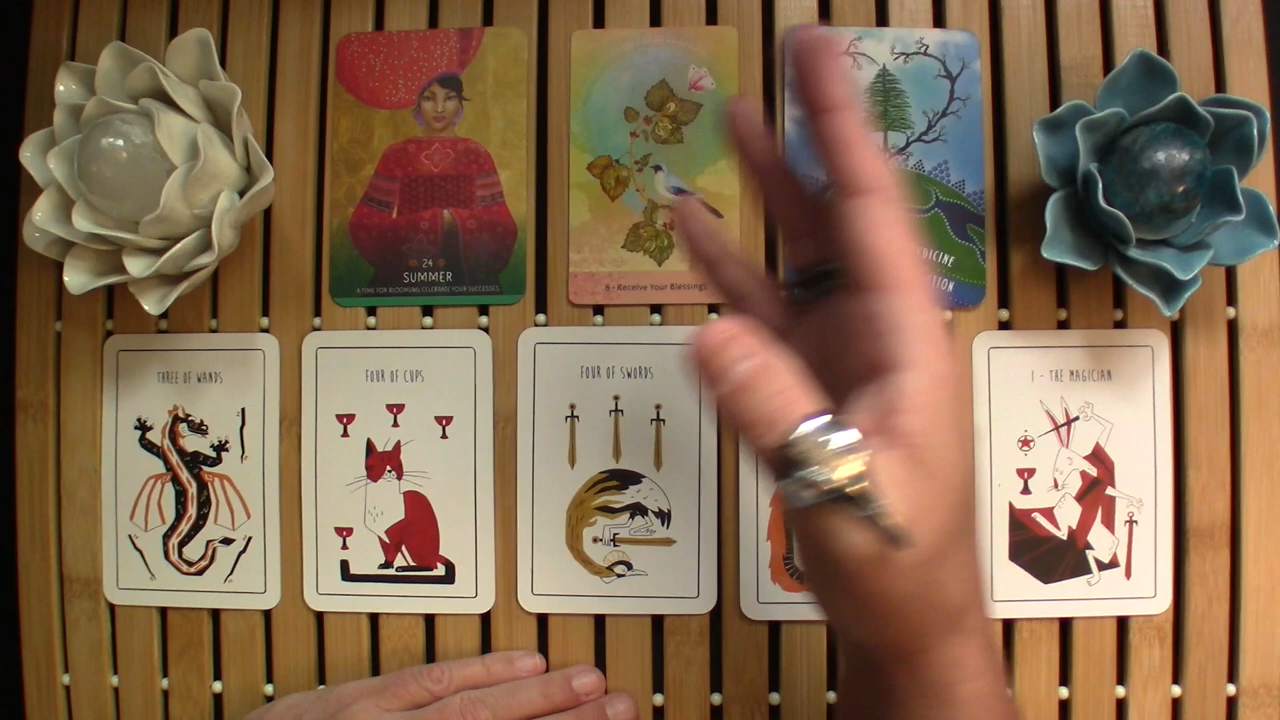 24
SUMMER
A TIME FOR BLOOMING, CELEBRATE YOUR SUCCESSES
8 - Receive Your Blessings
THREE OF WANDS
FOUR OF CUPS
FOUR OF SWORDS
1 - THE MAGICIAN